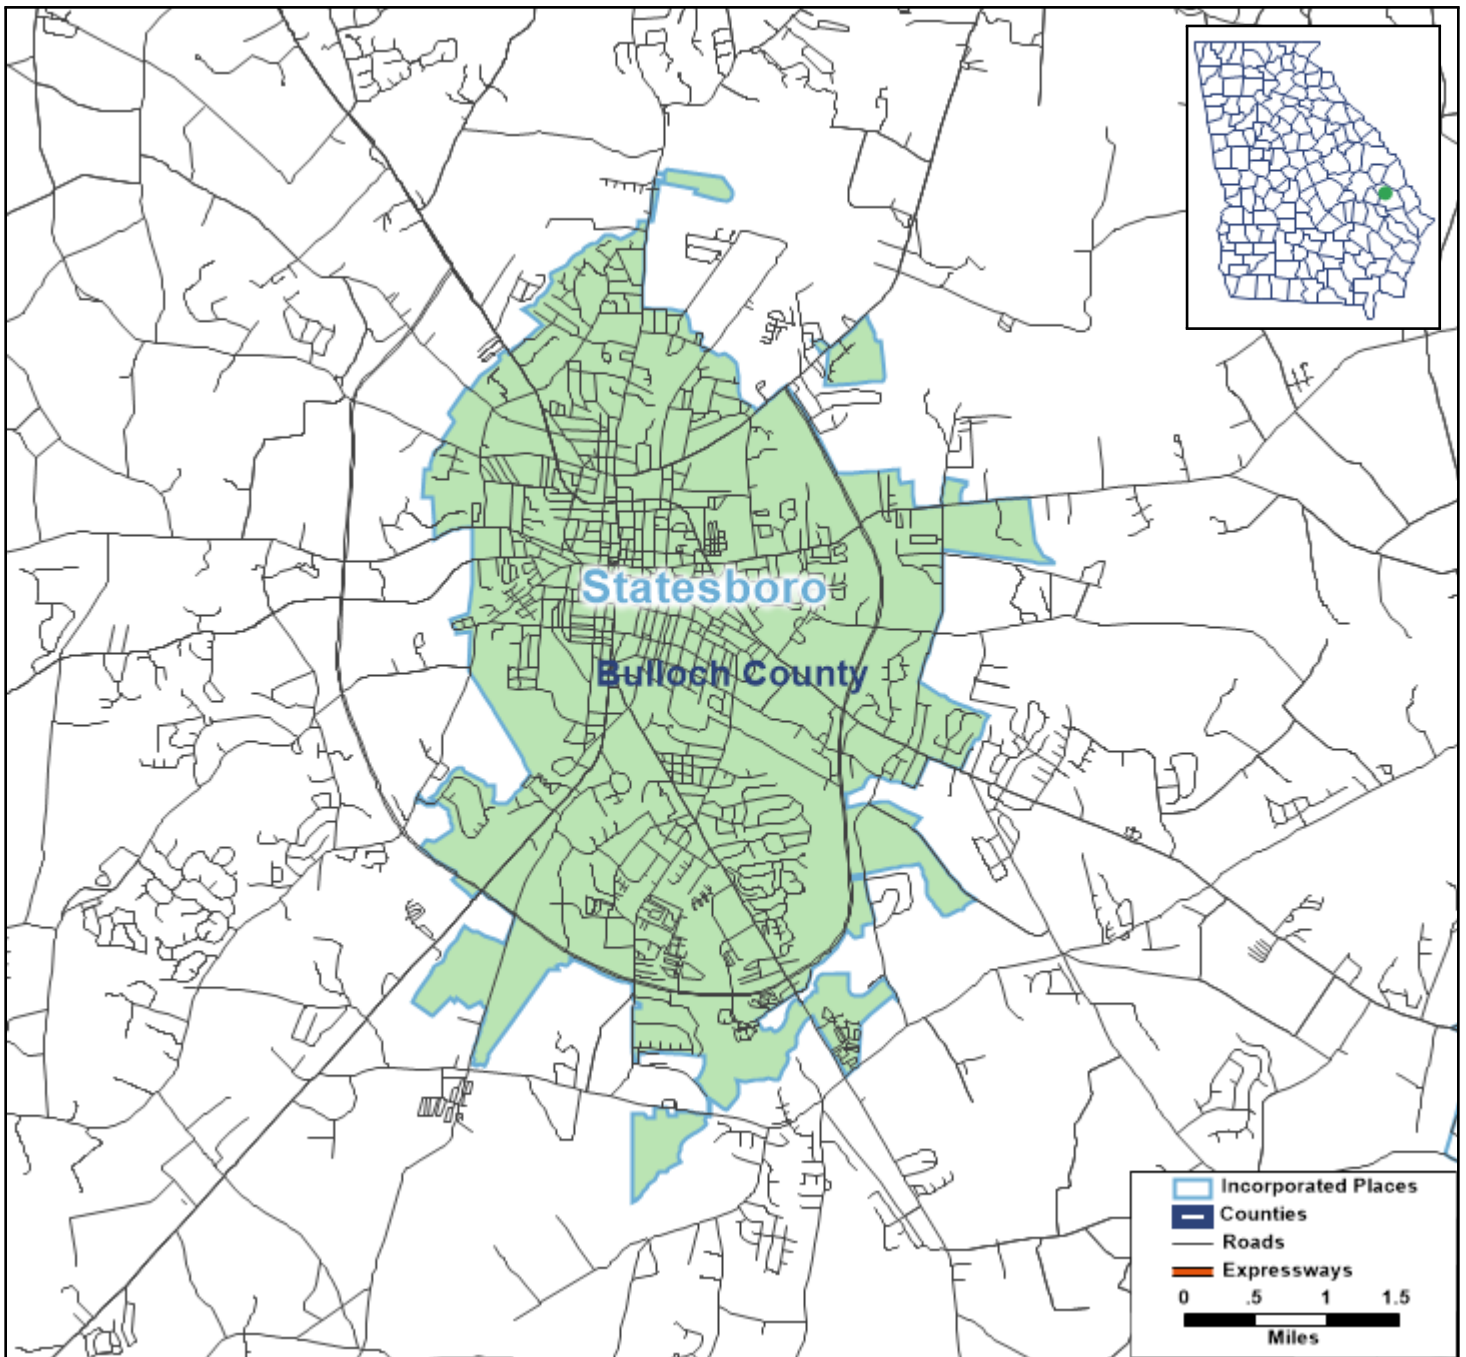 Statesboro
Bulloch County
Incorporated Places
Counties
Roads
Expressways
0 .5 1 1.5
Miles